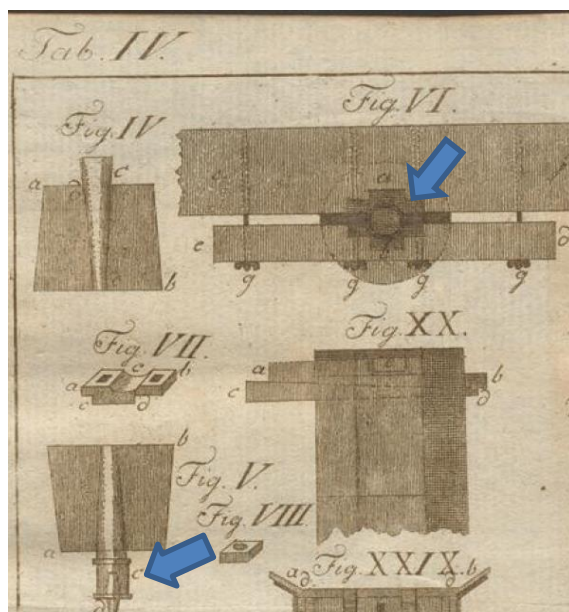 Tab. IV.
Fig. IV
Fig. VI.
a c
a
e d
b
g g g g
Fig. VII.
a e b
c d
Fig. XX.
a b
c d
b
Fig. V.
Fig. VIII
a
c
Fig. XXIX.
a d d b